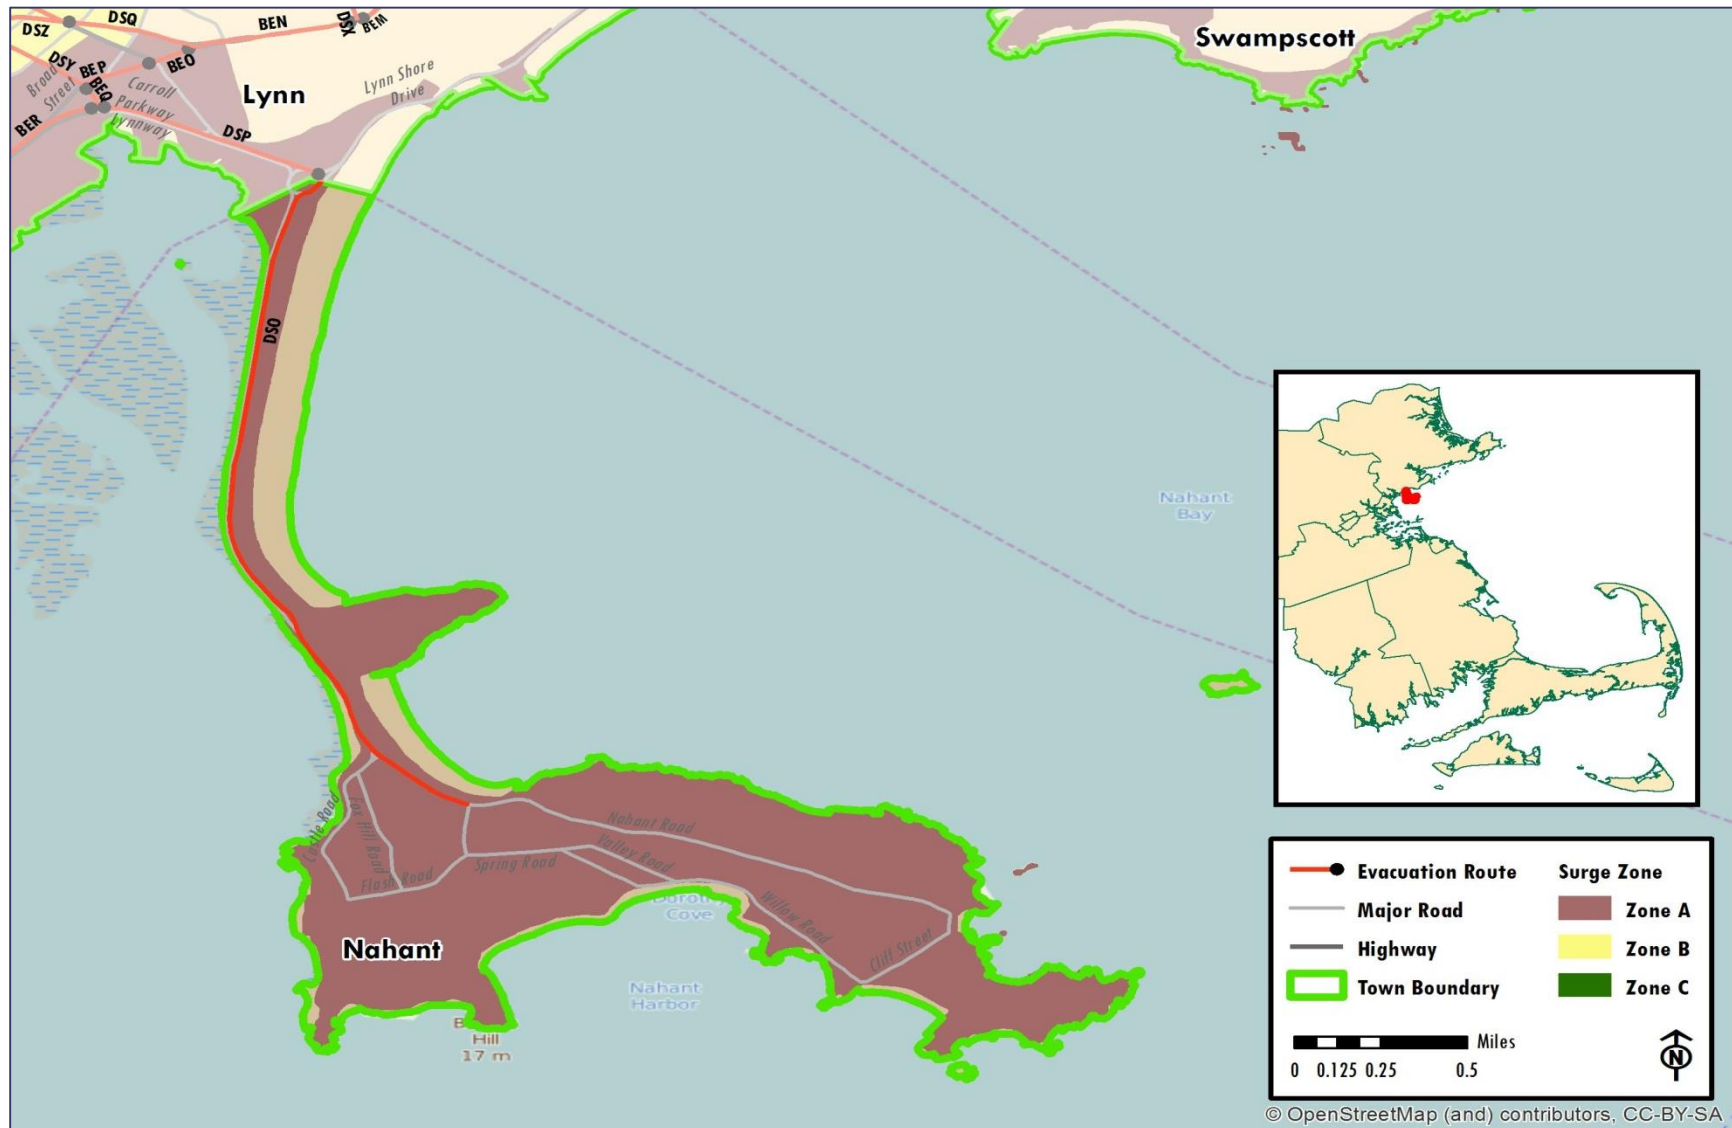 DSZ
DSQ
BEN
DSX
BEM
DSY
BEP
BEO
BEQ
BER
DSP
Broad
Street
Carroll
Parkway
Lynnway
Lynn
Lynn Shore
Drive
Swampscott
DSO
Nahant
Bay
Castle Road
Fox Hill Road
Flash Road
Spring Road
Nahant Road
Valley Road
Willow Road
Cliff Street
Cove
Nahant
Nahant
Harbor
Hill
17 m
Evacuation Route
Major Road
Highway
Town Boundary
Surge Zone
Zone A
Zone B
Zone C
Miles
0 0.125 0.25 0.5
N
© OpenStreetMap (and) contributors, CC-BY-SA